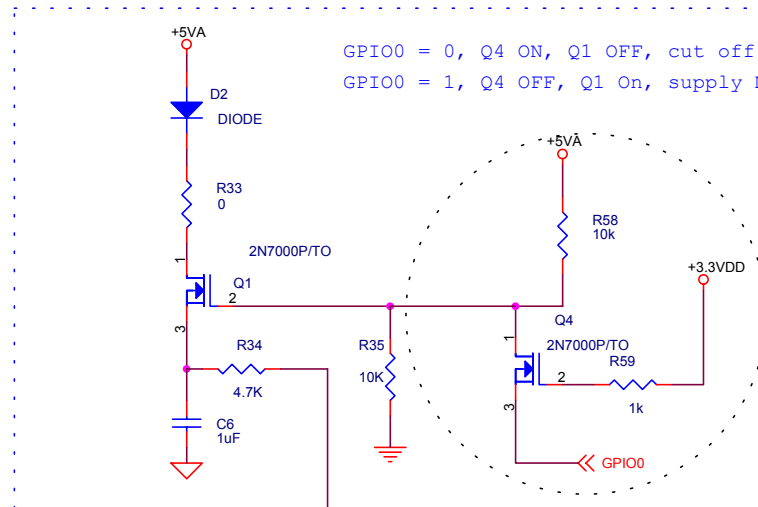 +5VA
GPIO0 = 0, Q4 ON, Q1 OFF, cut off
GPIO0 = 1, Q4 OFF, Q1 On, supply
D2
DIODE
+5VA
R33
0
R58
10k
2N7000P/TO
+3.3VDD
1
Q1
2
Q4
3
R34
R35
1
2N7000P/TO
R59
4.7K
10K
2
1k
3
C6
1uF
GPIO0